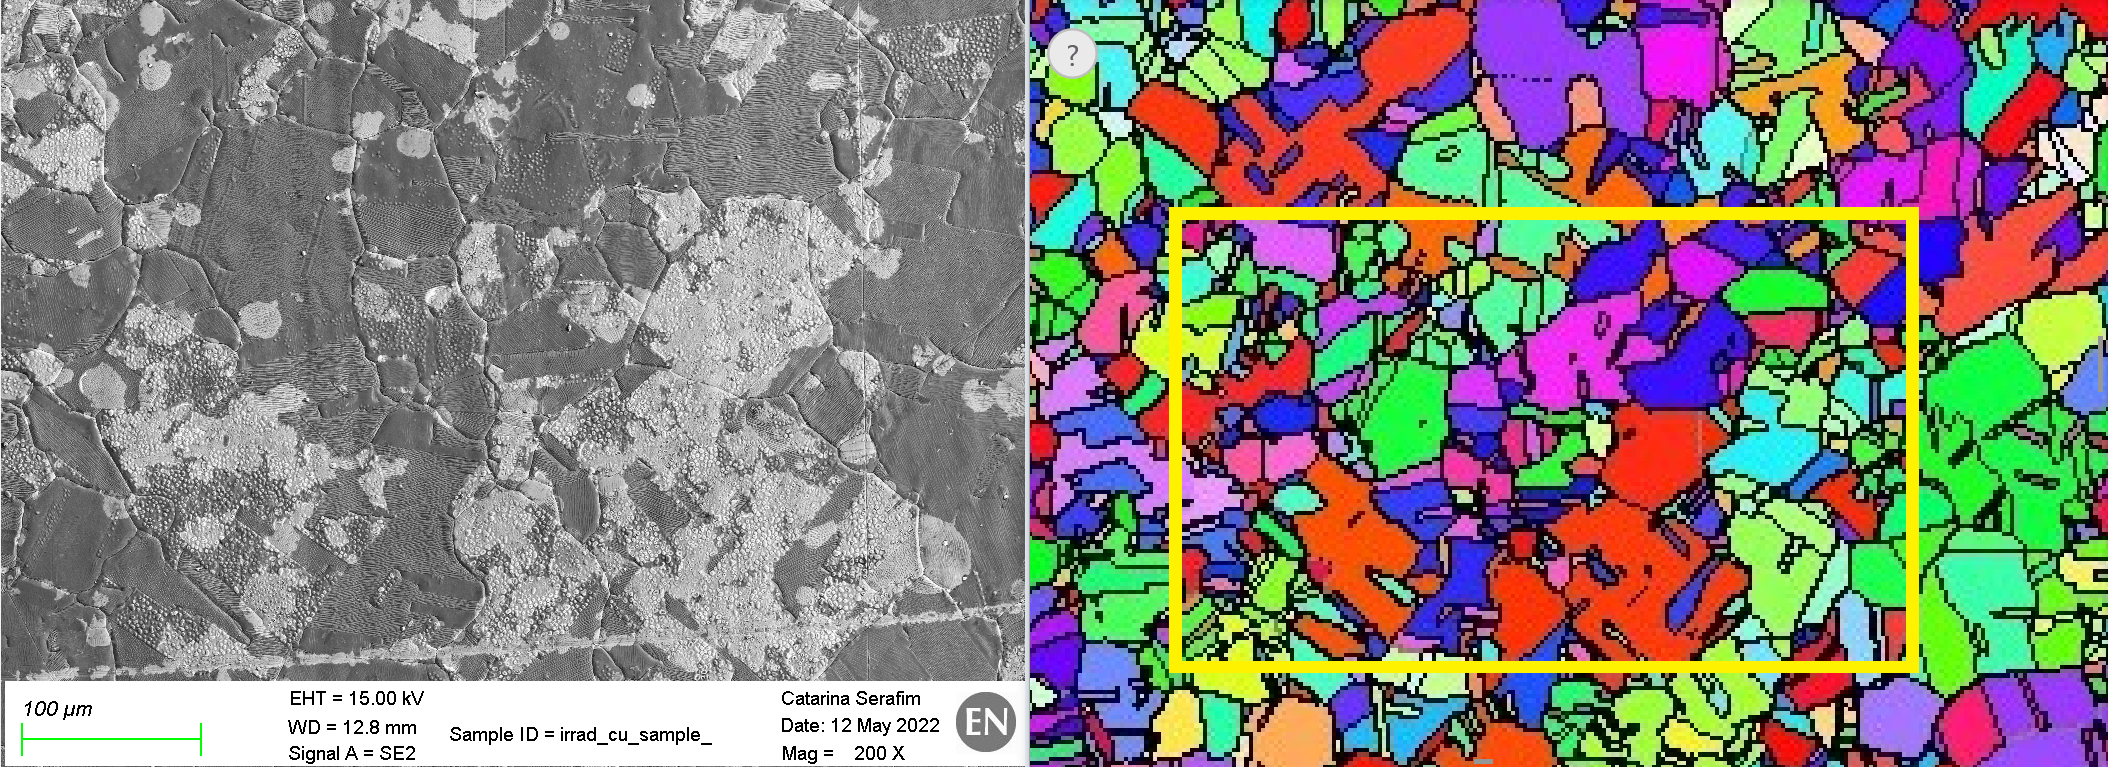 ?
100 µm
EHT = 15.00 kV
WD = 12.8 mm
Signal A = SE2
Sample ID = irrad_cu_sample_
Catarina Serafim
Date: 12 May 2022
Mag = 200 X
EN